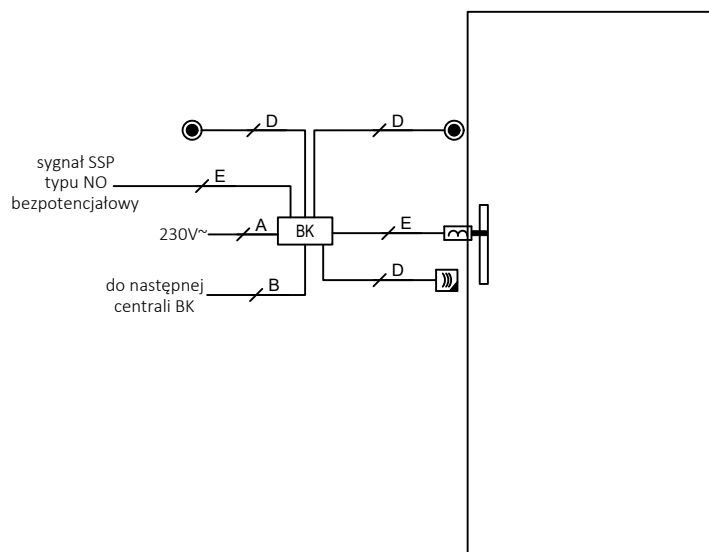 D
D
sygnał SSP
typu NO
bezpotencjałowy
E
230V~
A
BK
E
do następnej
centrali BK
B
D